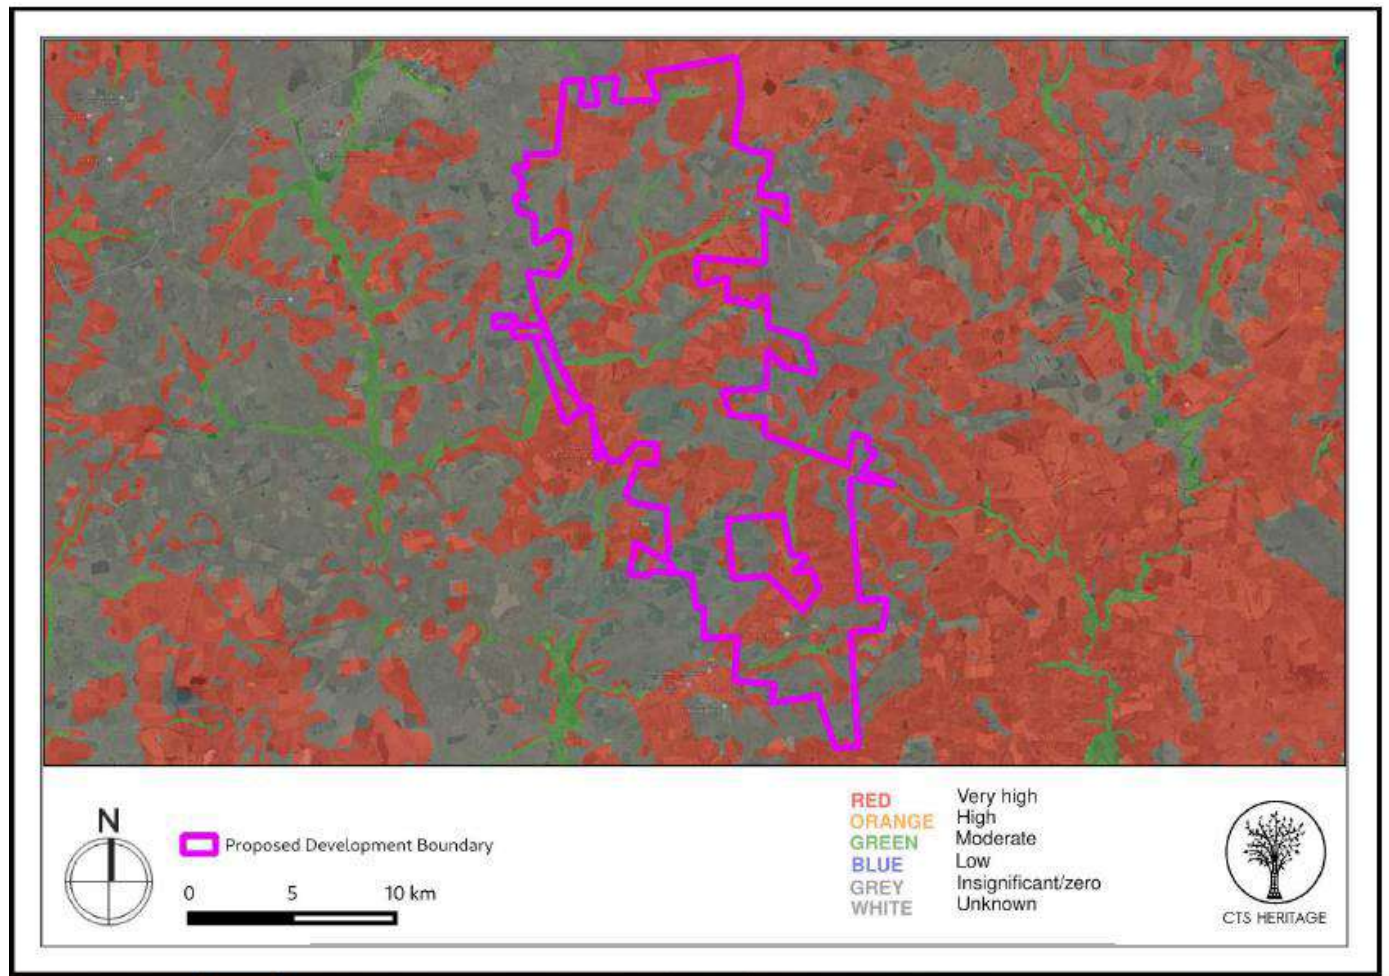 N
Proposed Development Boundary
0 5 10 km
RED Very high
ORANGE High
GREEN Moderate
BLUE Low
GREY Insignificant/zero
WHITE Unknown
CTS HERITAGE